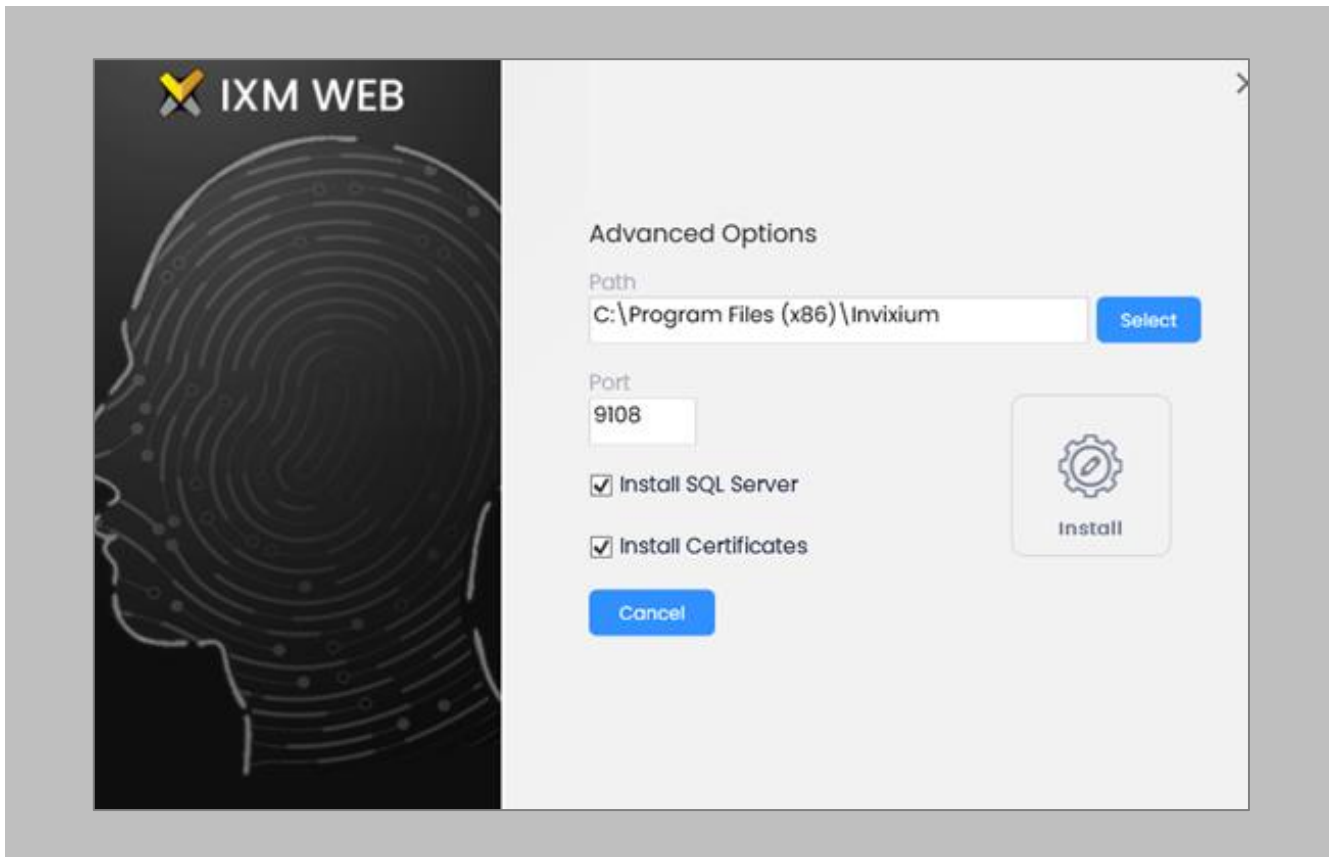 IXM WEB
Advanced Options
Path
C:\Program Files (x86)\Invixium
Select
Port
9108
Install SQL Server
Install
Install Certificates
Cancel